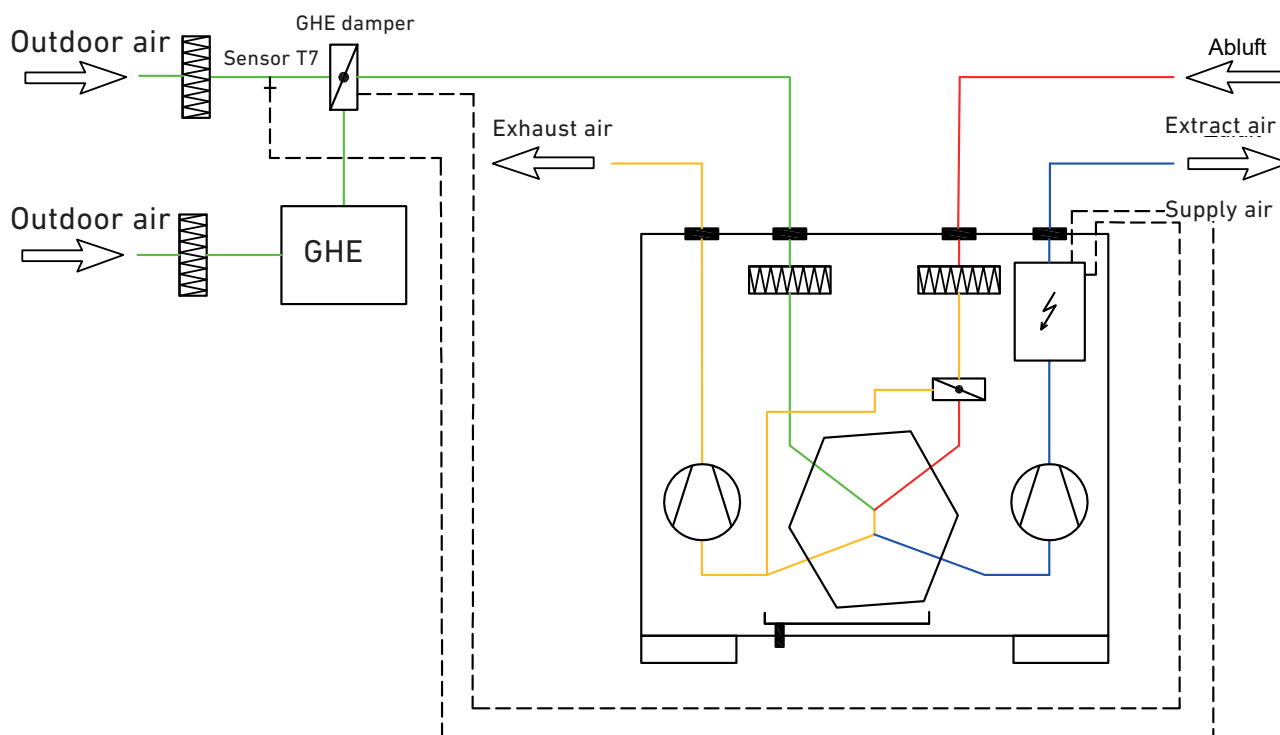 GHE damper
Outdoor air
Sensor T7
Abluft
Exhaust air
Extract air
Outdoor air
Supply air
GHE